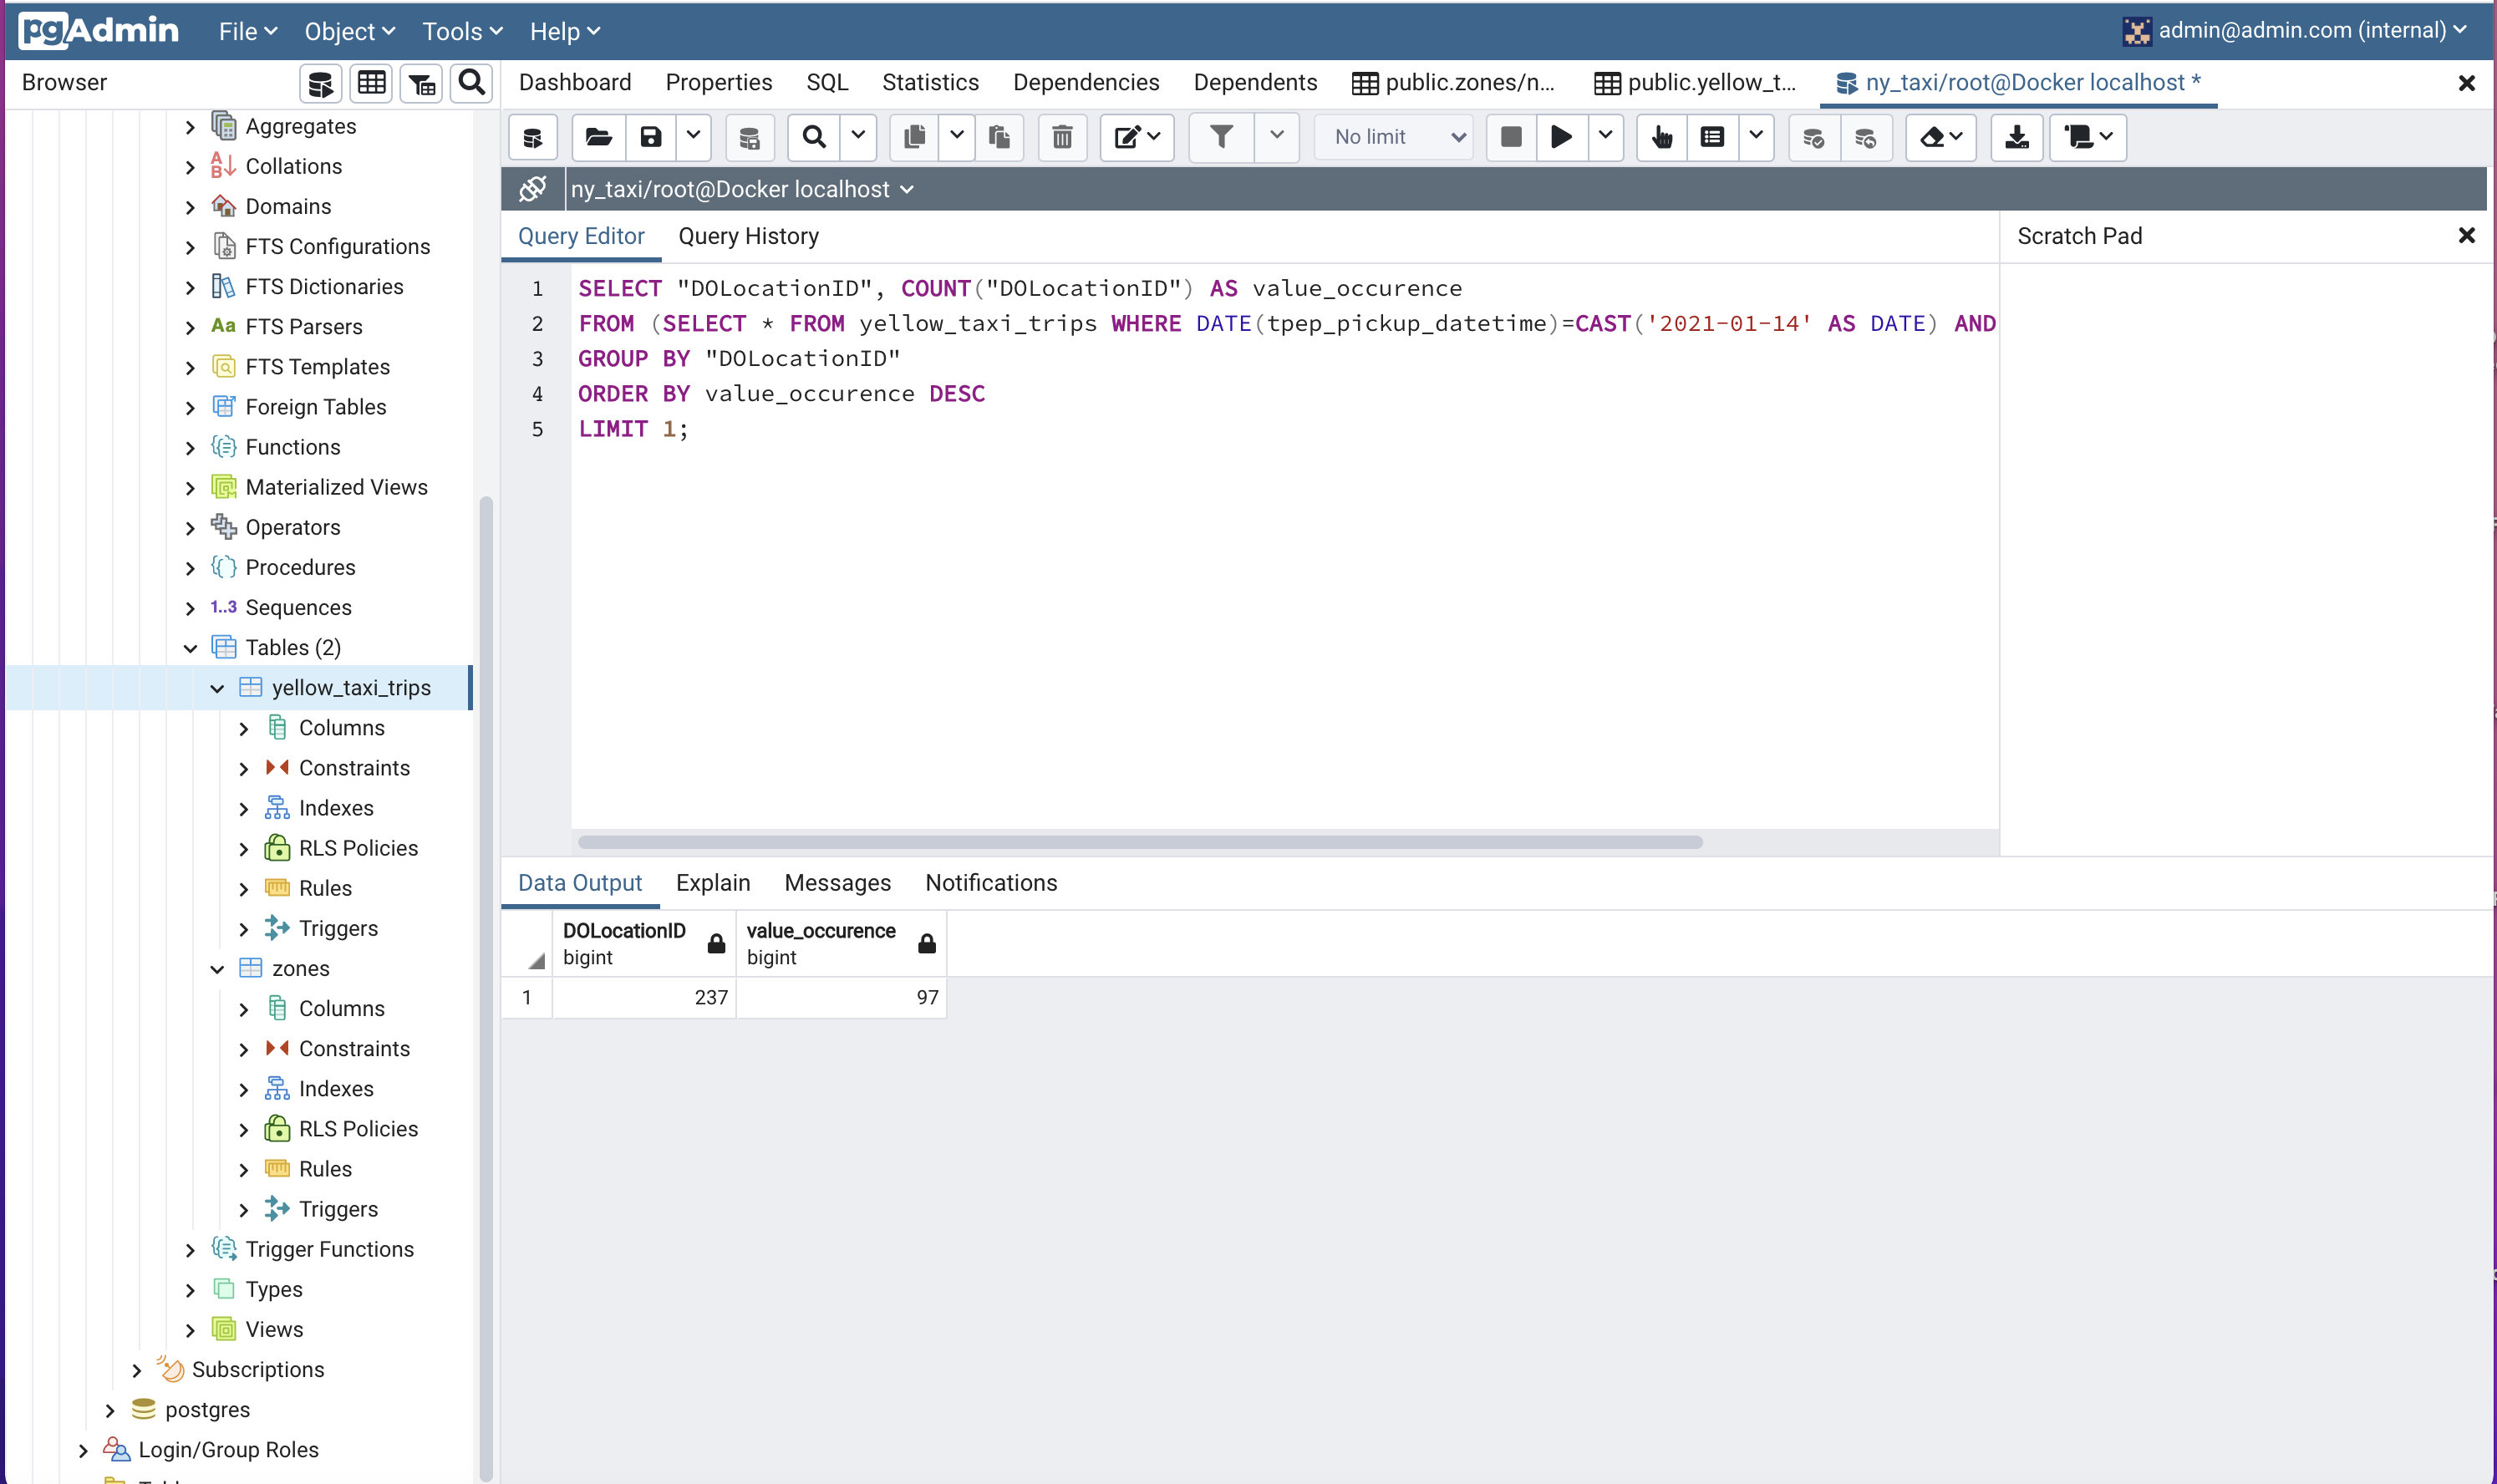 pgAdmin File Object Tools Help admin@admin.com (internal)
Browser
Dashboard Properties SQL Statistics Dependencies Dependents public.zones/n... public.yellow_t... ny_taxi/root@Docker localhost *
No limit
ny_taxi/root@Docker localhost
Query Editor Query History
Scratch Pad
1 SELECT "DOLocationID", COUNT("DOLocationID") AS value_occurence
2 FROM (SELECT * FROM yellow_taxi_trips WHERE DATE(tpep_pickup_datetime)=CAST('2021-01-14' AS DATE) AND
3 GROUP BY "DOLocationID"
4 ORDER BY value_occurence DESC
5 LIMIT 1;
Data Output Explain Messages Notifications
DOLocationID value_occurence
bigint bigint
1 237 97
Aggregates
Collations
Domains
FTS Configurations
FTS Dictionaries
Aa FTS Parsers
FTS Templates
Foreign Tables
Functions
Materialized Views
Operators
Procedures
1..3 Sequences
Tables (2)
yellow_taxi_trips
Columns
Constraints
Indexes
RLS Policies
Rules
Triggers
zones
Columns
Constraints
Indexes
RLS Policies
Rules
Triggers
Trigger Functions
Types
Views
Subscriptions
postgres
Login/Group Roles